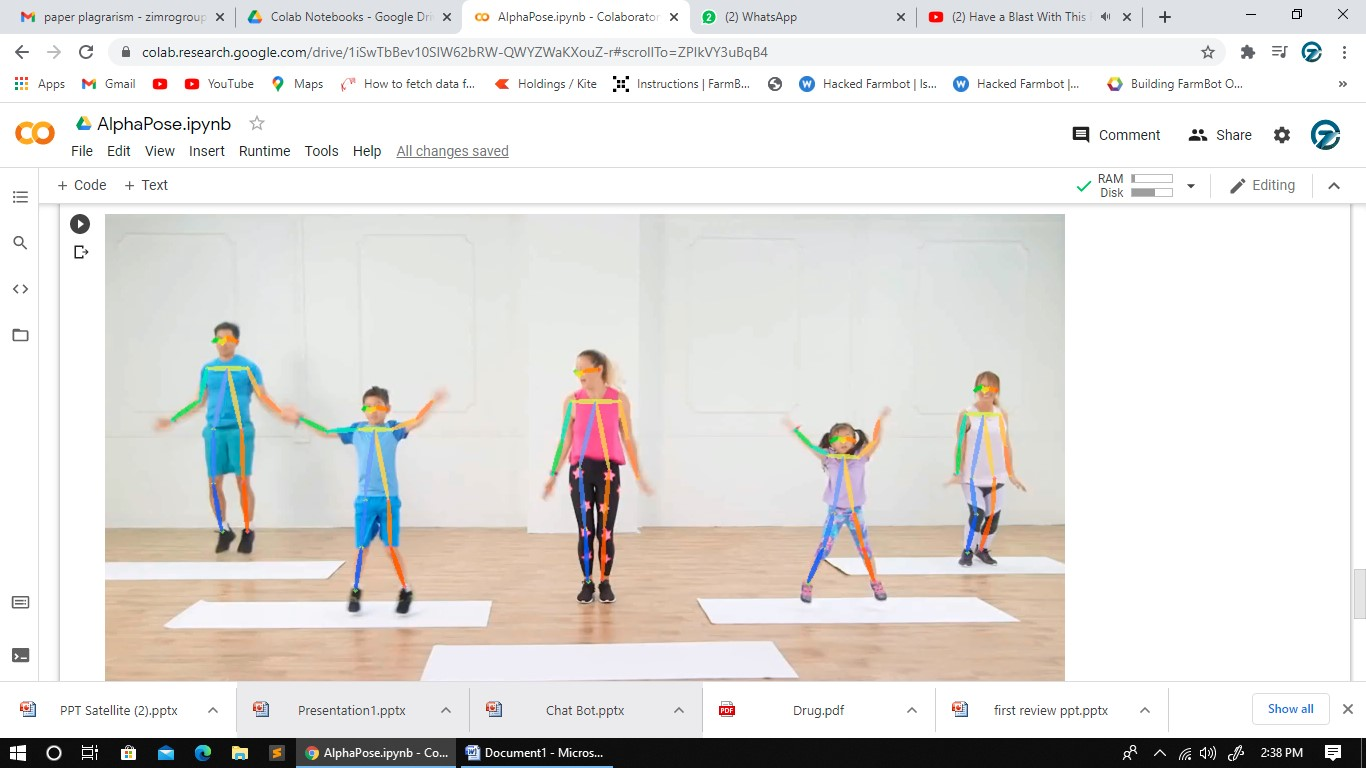 paper plagrarism - zimrogroup
Colab Notebooks - Google Dri
AlphaPose.ipynb - Colaborator
2
(2) WhatsApp
(2) Have a Blast With This
colab.research.google.com/drive/1iSwTbBev10SIW62bRW-QWYZWaKXouZ-r#scrollTo=ZPIkVY3uBqB4
Apps
Gmail
YouTube
Maps
How to fetch data f...
Holdings / Kite
Instructions | FarmB...
Hacked Farmbot | Is...
Hacked Farmbot |...
Building FarmBot O...
»
AlphaPose.ipynb
Comment
Share
File Edit View Insert Runtime Tools Help All changes saved
+ Code + Text
RAM
Disk
Editing
PPT Satellite (2).pptx
Presentation1.pptx
Chat Bot.pptx
PDF
Drug.pdf
first review ppt.pptx
Show all
AlphaPose.ipynb - Co...
Document1 - Micros...
2:38 PM